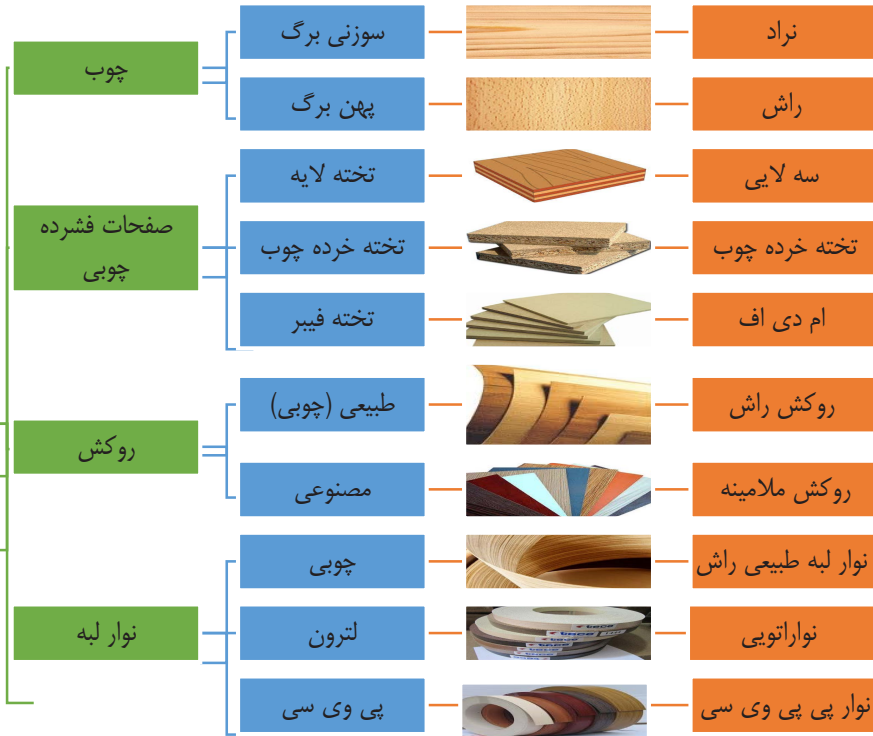 چوب
سوزنی برگ
نراد
پهن برگ
راش
صفحات فشرده
چوبی
تخته لایه
سه لایی
تخته خرده چوب
تخته خرده چوب
تخته فیبر
ام دی اف
روکش
طبیعی (چوبی)
روکش راش
مصنوعی
روکش ملامینه
نوار لبه
چوبی
نوار لبه طبیعی راش
لترون
نواراتویی
پی وی سی
نوار پی پی وی سی